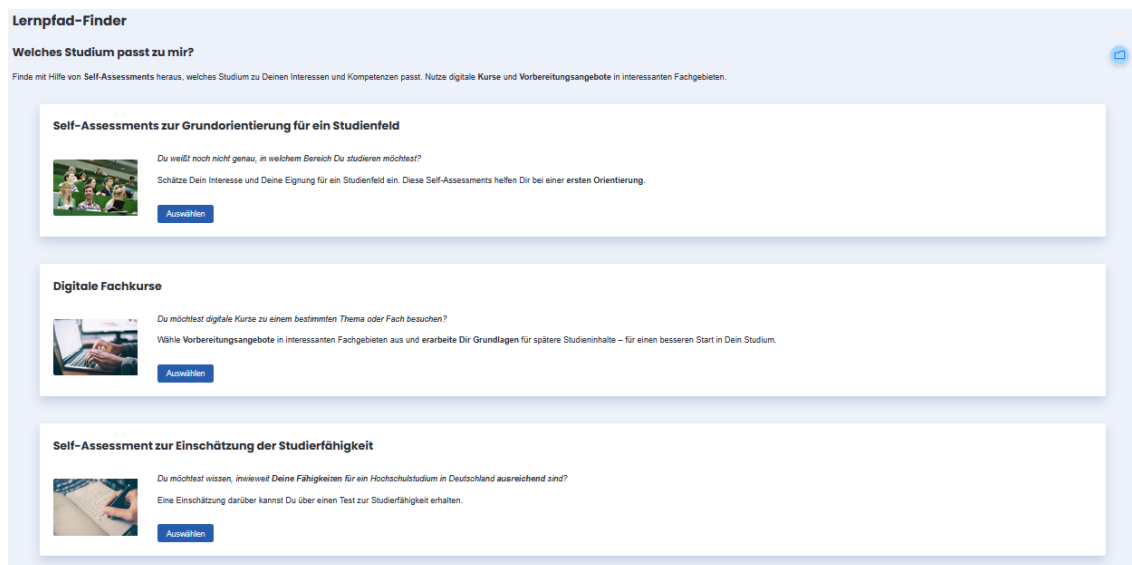 Lernpfad-Finder
Welches Studium passt zu mir?
Finde mit Hilfe von Self-Assessments heraus, welches Studium zu Deinen Interessen und Kompetenzen passt. Nutze digitale Kurse und Vorbereitungsangebote in interessanten Fachgebieten.
Self-Assessments zur Grundorientierung für ein Studienfeld
Du weißt noch nicht genau, in welchem Bereich Du studieren möchtest?
Schätze Dein Interesse und Deine Eignung für ein Studienfeld ein. Diese Self-Assessments helfen Dir bei einer ersten Orientierung.
Auswählen
Digitale Fachkurse
Du möchtest digitale Kurse zu einem bestimmten Thema oder Fach besuchen?
Wähle Vorbereitungsangebote in interessanten Fachgebieten aus und erarbeite Dir Grundlagen für spätere Studieninhalte – für einen besseren Start in Dein Studium.
Auswählen
Self-Assessment zur Einschätzung der Studierfähigkeit
Du möchtest wissen, inwieweit Deine Fähigkeiten für ein Hochschulstudium in Deutschland ausreichend sind?
Eine Einschätzung darüber kannst Du über einen Test zur Studierfähigkeit erhalten.
Auswählen